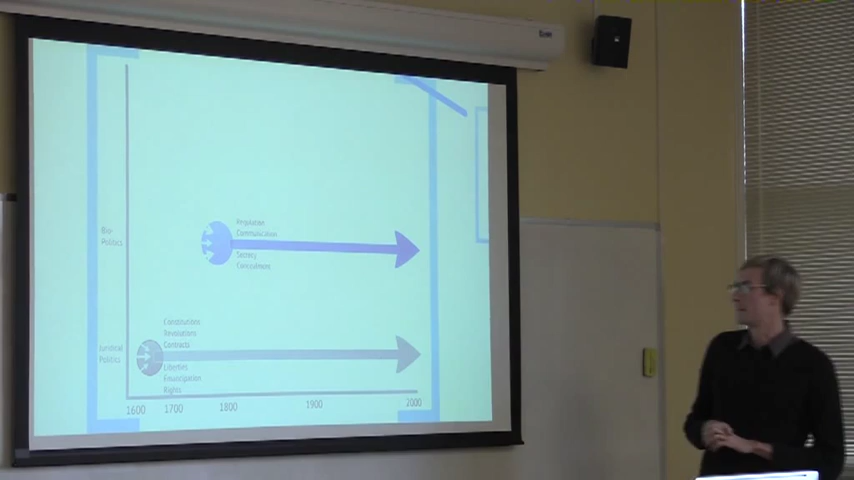 Bio-
Politics
Regulation
Communication
Secrecy
Concealment
Juridical
Politics
Constitutions
Revolutions
Contracts
Liberties
Emancipation
Rights
1600
1700
1800
1900
2000